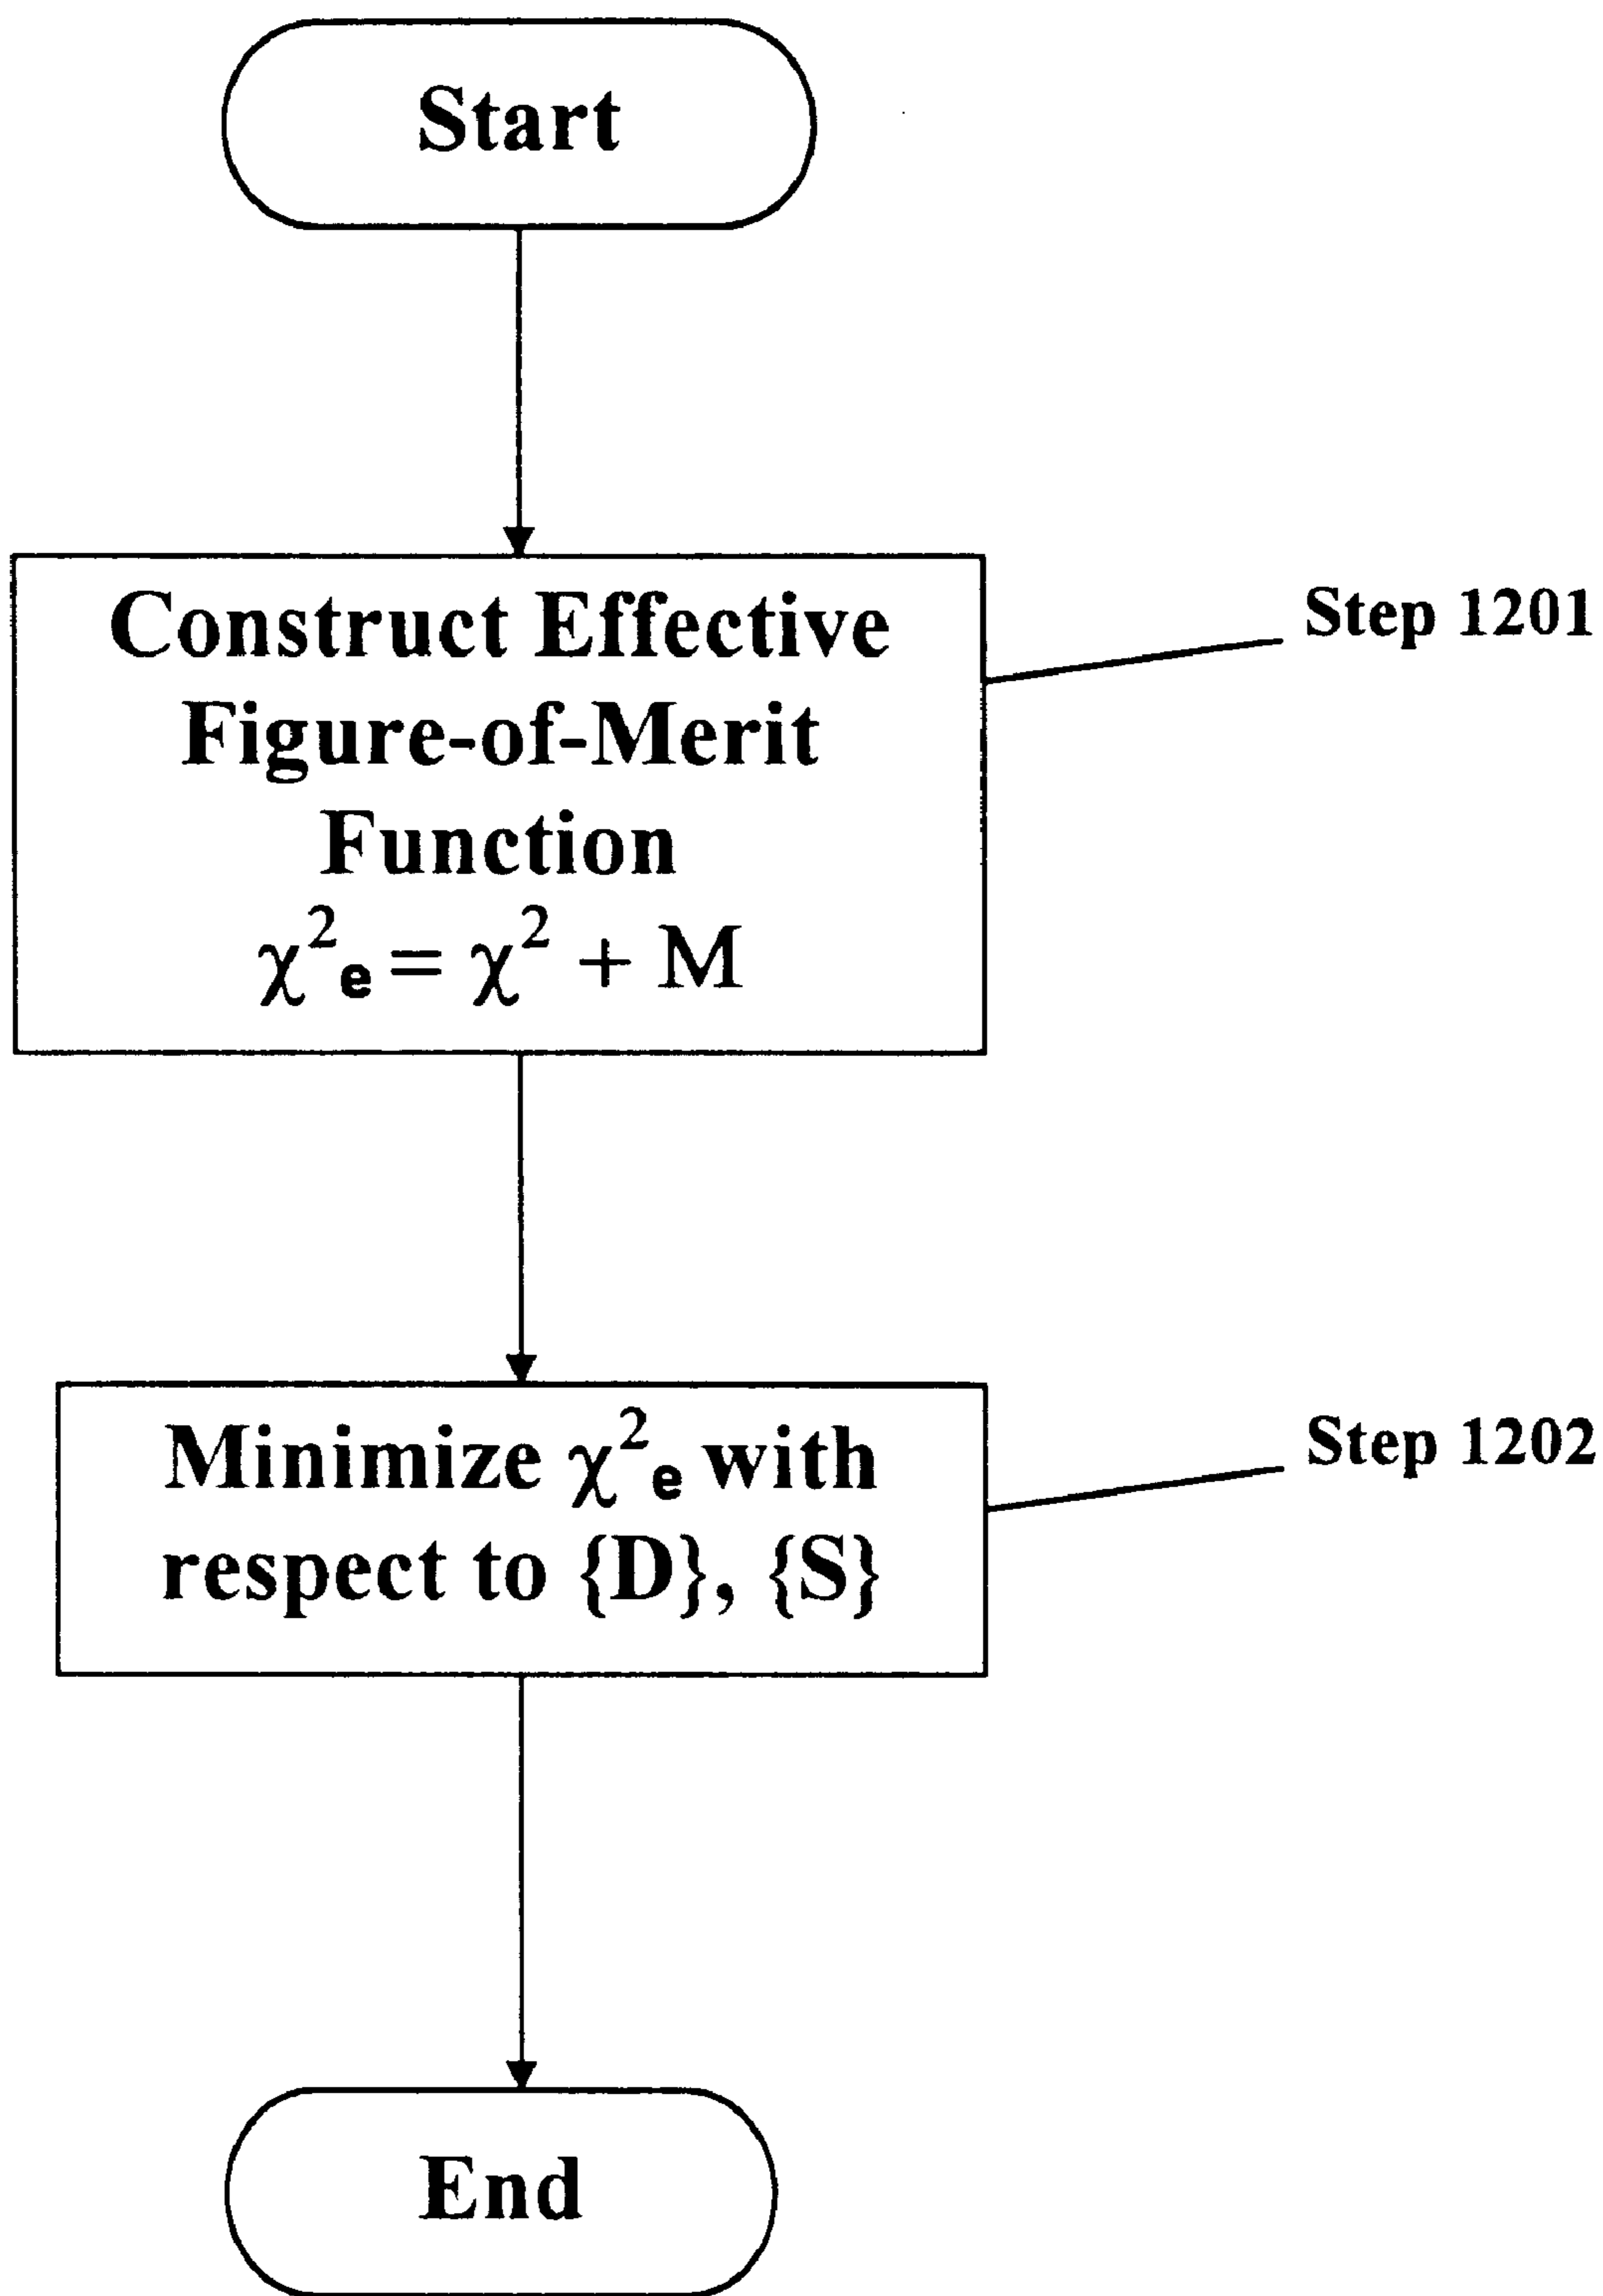 Start
Construct Effective
Figure-of-Merit
Function
χ²ₑ = χ² + M
Step 1201
Minimize χ²ₑ with
respect to {D}, {S}
Step 1202
End